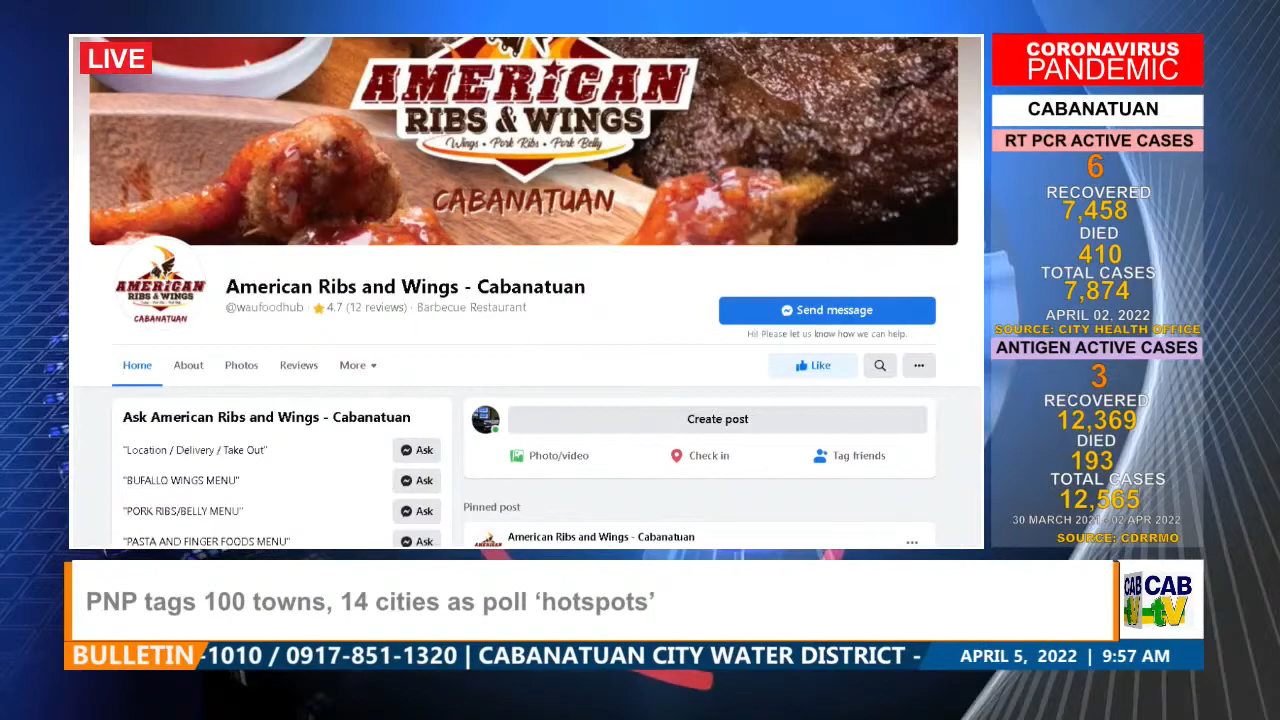 LIVE
AMERICAN
RIBS & WINGS
Wings • Pork Ribs • Pork Belly
CABANATUAN
AMERICAN
RIBS & WINGS
CABANATUAN
American Ribs and Wings - Cabanatuan
@waufoodhub · 4.7 (12 reviews) · Barbecue Restaurant
Send message
Hi! Please let us know how we can help.
Home About Photos Reviews More
Like
Ask American Ribs and Wings - Cabanatuan
"Location / Delivery / Take Out" Ask
"BUFALLO WINGS MENU" Ask
"PORK RIBS/BELLY MENU" Ask
"PASTA AND FINGER FOODS MENU" Ask
Create post
Photo/video Check in Tag friends
Pinned post
American Ribs and Wings - Cabanatuan
CORONAVIRUS
PANDEMIC
CABANATUAN
RT PCR ACTIVE CASES
6
RECOVERED
7,458
DIED
410
TOTAL CASES
7,874
APRIL 02, 2022
SOURCE: CITY HEALTH OFFICE
ANTIGEN ACTIVE CASES
3
RECOVERED
12,369
DIED
193
TOTAL CASES
12,565
30 MARCH 2021 - 02 APR 2022
SOURCE: CDRRMO
PNP tags 100 towns, 14 cities as poll ‘hotspots’
CAB
tV
CAB
tV
BULLETIN -1010 / 0917-851-1320 | CABANATUAN CITY WATER DISTRICT -
APRIL 5, 2022 | 9:57 AM